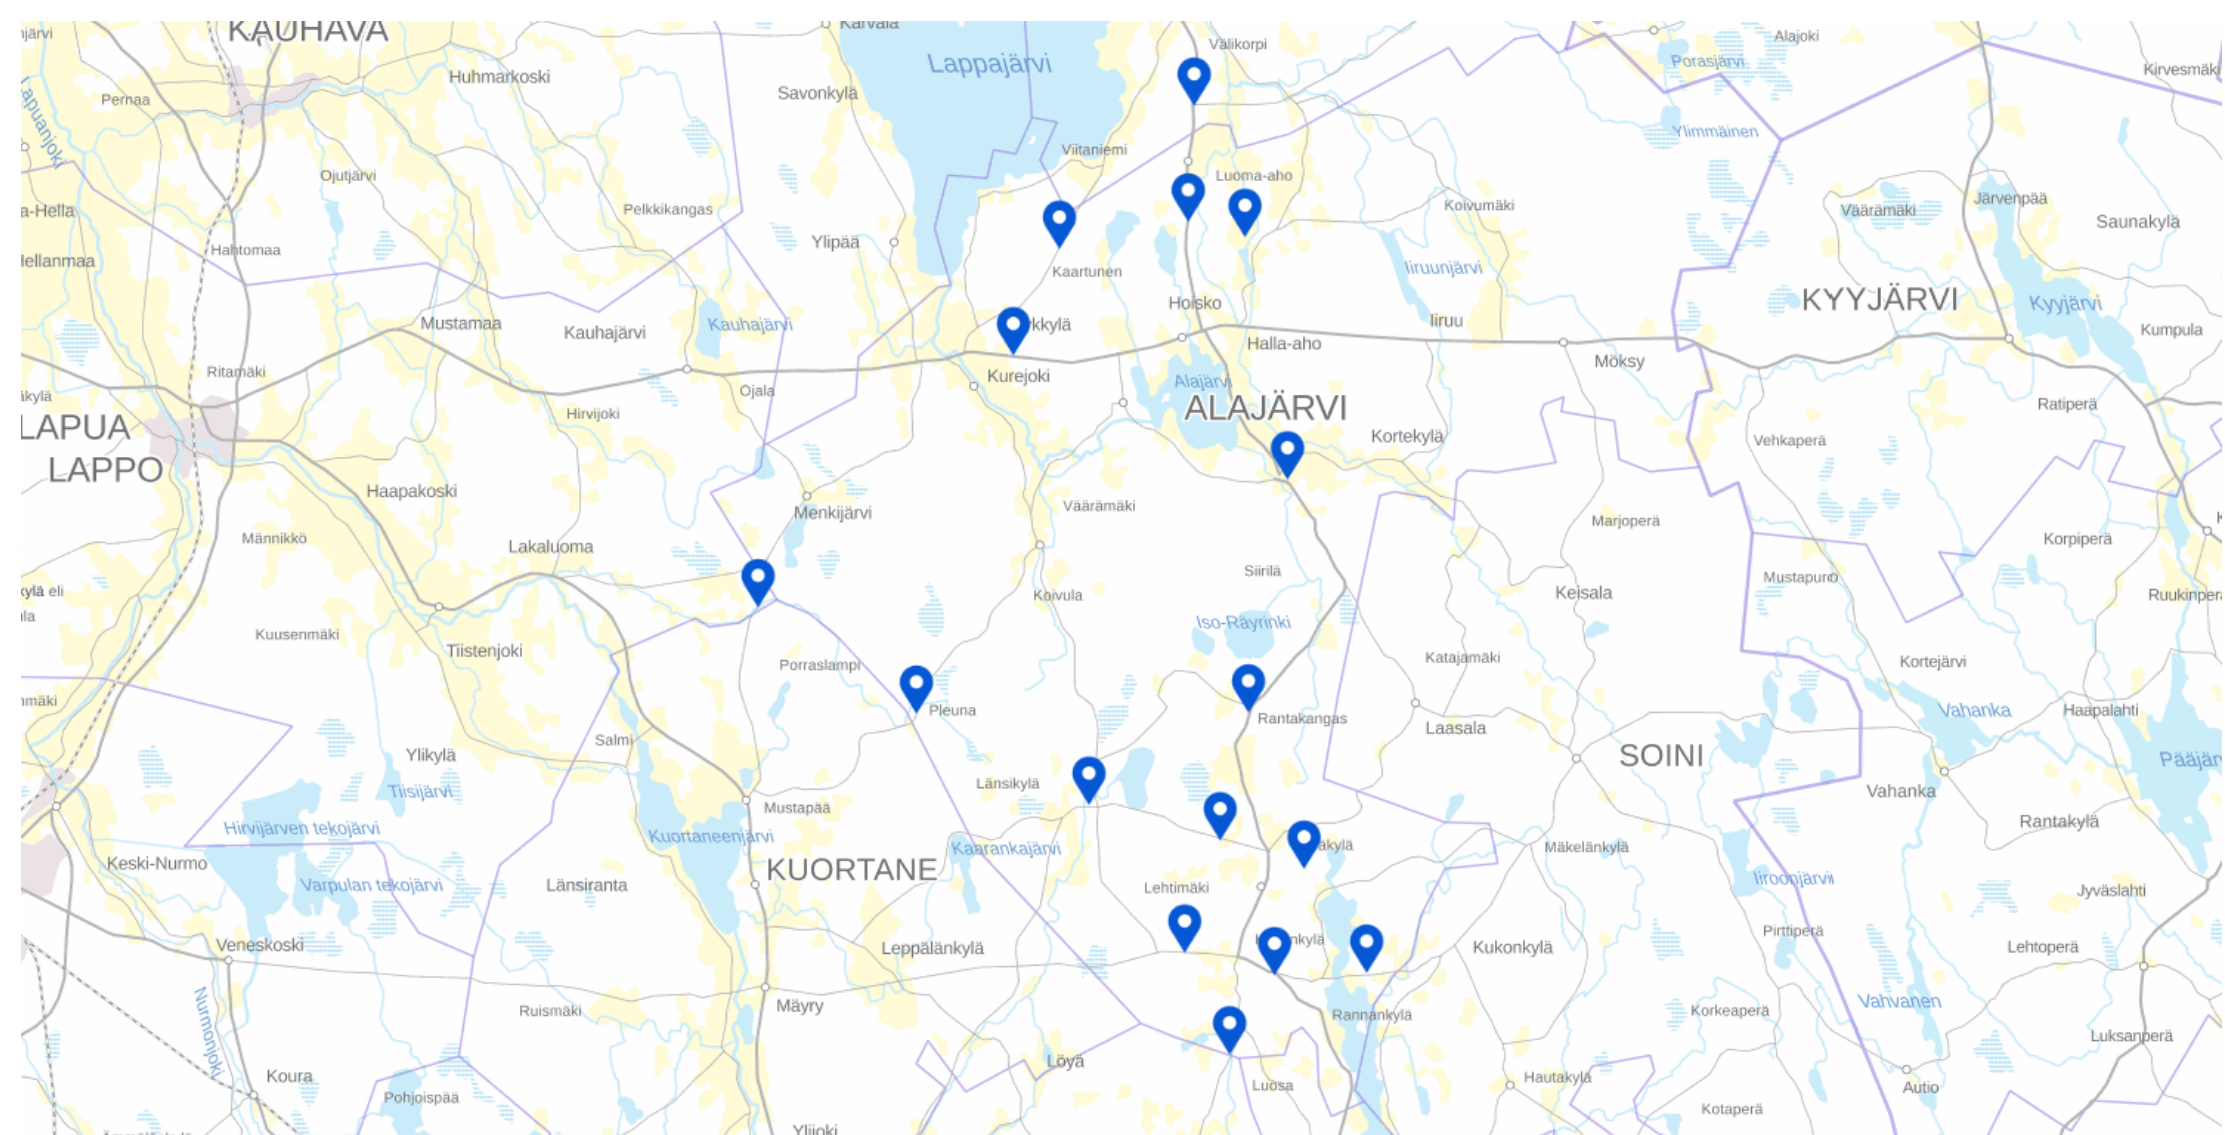 KAUHAVA
Karvala
Lappajärvi
Välikorpi
Alajoki
Porasjärvi
Kirvesmäki
Huhmarkoski
Pernaa
Savonkylä
Lapuanjoki
Ylimmäinen
Viitaniemi
Ojutjärvi
Luoma-aho
Pelkkikangas
Koivumäki
Väärämäki
Järvenpää
Saunakylä
Ylipää
Hahtomaa
Kaartunen
Iiruunjärvi
Hoisko
KYYJÄRVI
Kyyjärvi
Mustamaa
Kauhajärvi
Kauhajärvi
Iiruu
Kumpula
Halla-aho
Möksy
Ritamäki
Kurejoki
Alajärvi
Ojala
ALAJÄRVI
Ratiperä
Hirvijoki
LAPUA
LAPPO
Kortekylä
Vehkaperä
Haapakoski
Menkijärvi
Väärämäki
Marjoperä
Männikkö
Lakaluoma
Korpiperä
Siirilä
Mustapuro
Keisala
Koivula
Ruukinperä
Kuusenmäki
Iso-Räyrinki
Tiistenjoki
Porraslampi
Katajamäki
Kortejärvi
Pleuna
Rantakangas
Laasala
Vahanka
Haapalahti
Salmi
Ylikylä
SOINI
Länsikylä
Tiisijärvi
Vahanka
Mustapää
Hirvijärven tekojärvi
Kuortaneenjärvi
Kaarankajärvi
Rantakylä
Mäkelänkylä
Keski-Nurmo
KUORTANE
Varpulan tekojärvi
Länsiranta
Lehtimäki
Iiroonjärvi
Jyväslahti
Pirttiperä
Veneskoski
Leppälänkylä
Kukonkylä
Lehtoperä
Nurmonjoki
Ruismäki
Mäyry
Rannankylä
Korkeaperä
Vahvanen
Luksanperä
Löyä
Koura
Luosa
Hautakylä
Autio
Pohjoispää
Kotaperä
Ylijoki